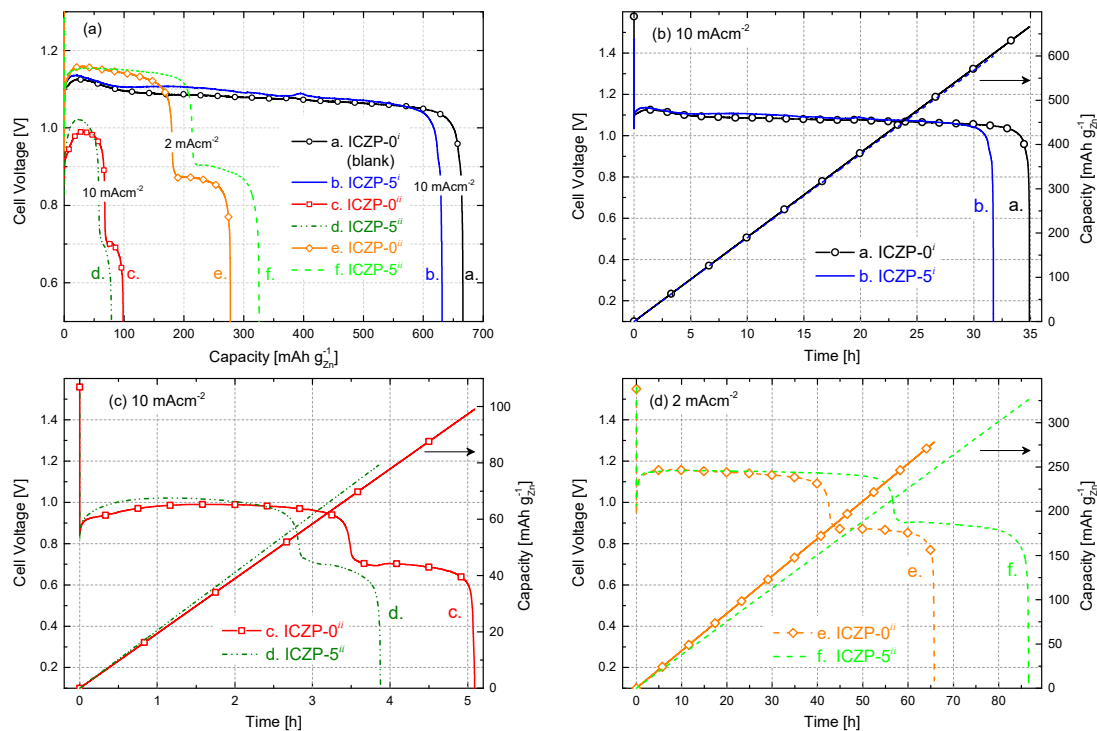 (a)
1.2
1.0
0.8
0.6
Cell Voltage [V]
0 100 200 300 400 500 600 700
Capacity [mAh g⁻¹Zn]
2 mAcm⁻²
10 mAcm⁻²
10 mAcm⁻²
a. ICZP-0ⁱ
(blank)
b. ICZP-5ⁱ
c. ICZP-0ⁱⁱ
d. ICZP-5ⁱⁱ
e. ICZP-0ⁱⁱ
f. ICZP-5ⁱⁱ
d. c. e. f. b. a.
(b) 10 mAcm⁻²
1.4
1.2
1.0
0.8
0.6
0.4
0.2
Cell Voltage [V]
0 5 10 15 20 25 30 35
Time [h]
600
500
400
300
200
100
0
Capacity [mAh g⁻¹Zn]
b. a.
a. ICZP-0ⁱ
b. ICZP-5ⁱ
(c) 10 mAcm⁻²
1.4
1.2
1.0
0.8
0.6
0.4
0.2
Cell Voltage [V]
0 1 2 3 4 5
Time [h]
100
80
60
40
20
0
Capacity [mAh g⁻¹Zn]
d. c.
c. ICZP-0ⁱⁱ
d. ICZP-5ⁱⁱ
(d) 2 mAcm⁻²
1.4
1.2
1.0
0.8
0.6
0.4
0.2
Cell Voltage [V]
0 10 20 30 40 50 60 70 80
Time [h]
300
250
200
150
100
50
0
Capacity [mAh g⁻¹Zn]
e. f.
e. ICZP-0ⁱⁱ
f. ICZP-5ⁱⁱ